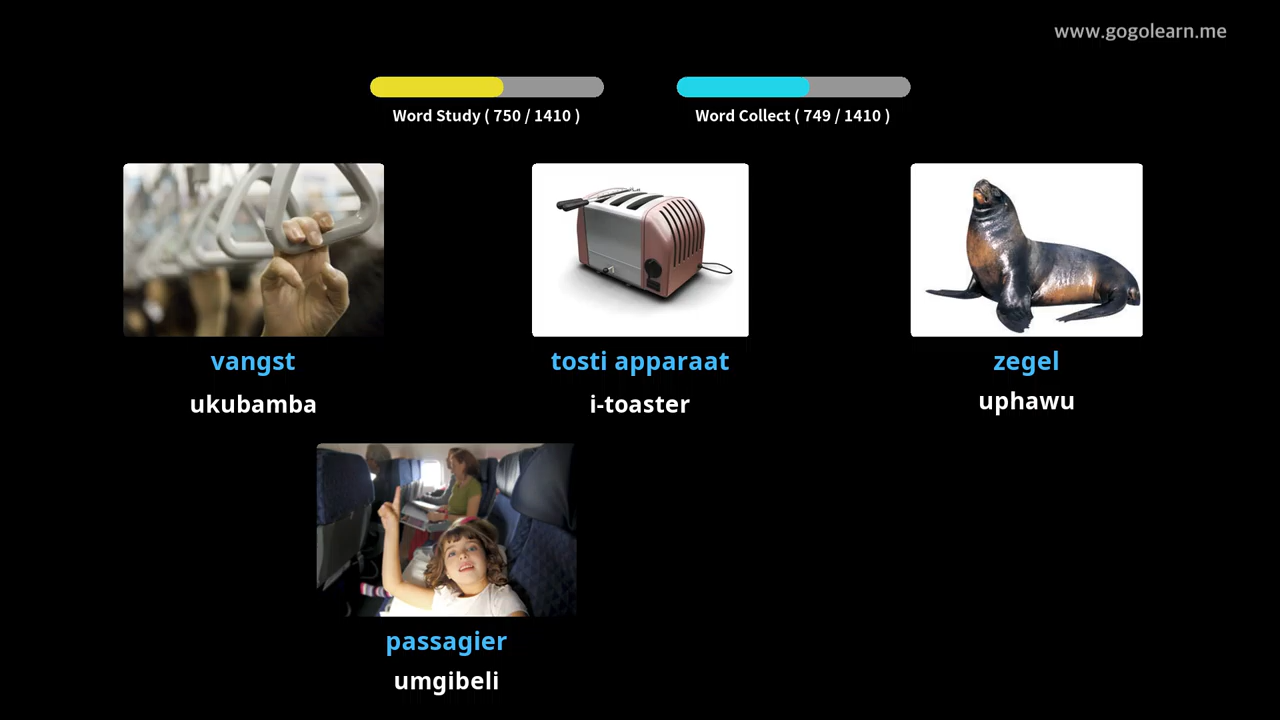 www.gogolearn.me
Word Study ( 750 / 1410 )
Word Collect ( 749 / 1410 )
vangst
ukubamba
tosti apparaat
i-toaster
zegel
uphawu
passagier
umgibeli